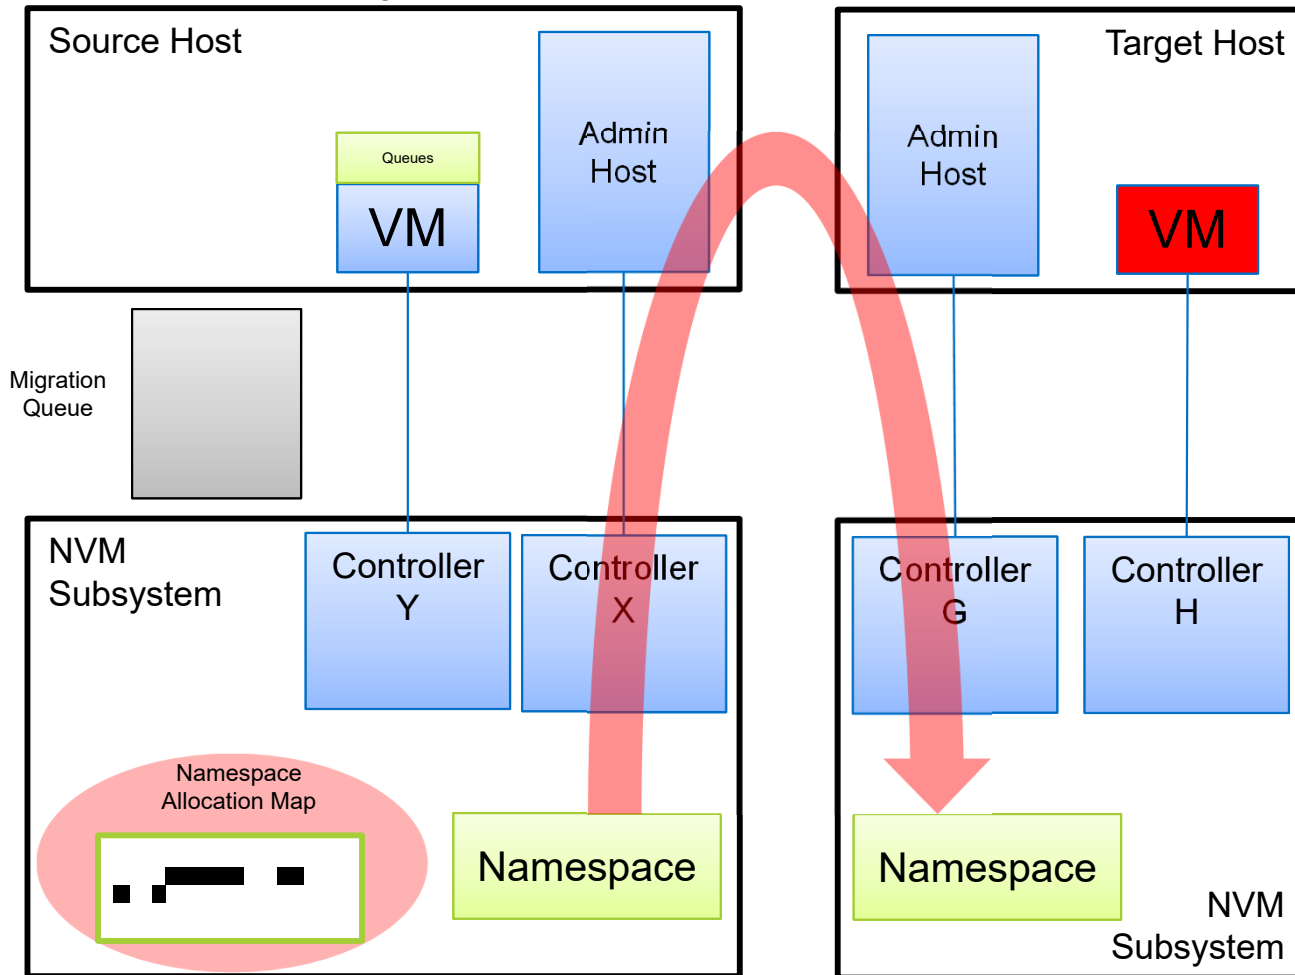 Source Host
Target Host
Queues
VM
Admin
Host
Admin
Host
VM
Migration
Queue
NVM
Subsystem
Controller
Y
Controller
X
Controller
G
Controller
H
Namespace
Allocation Map
Namespace
Namespace
NVM
Subsystem